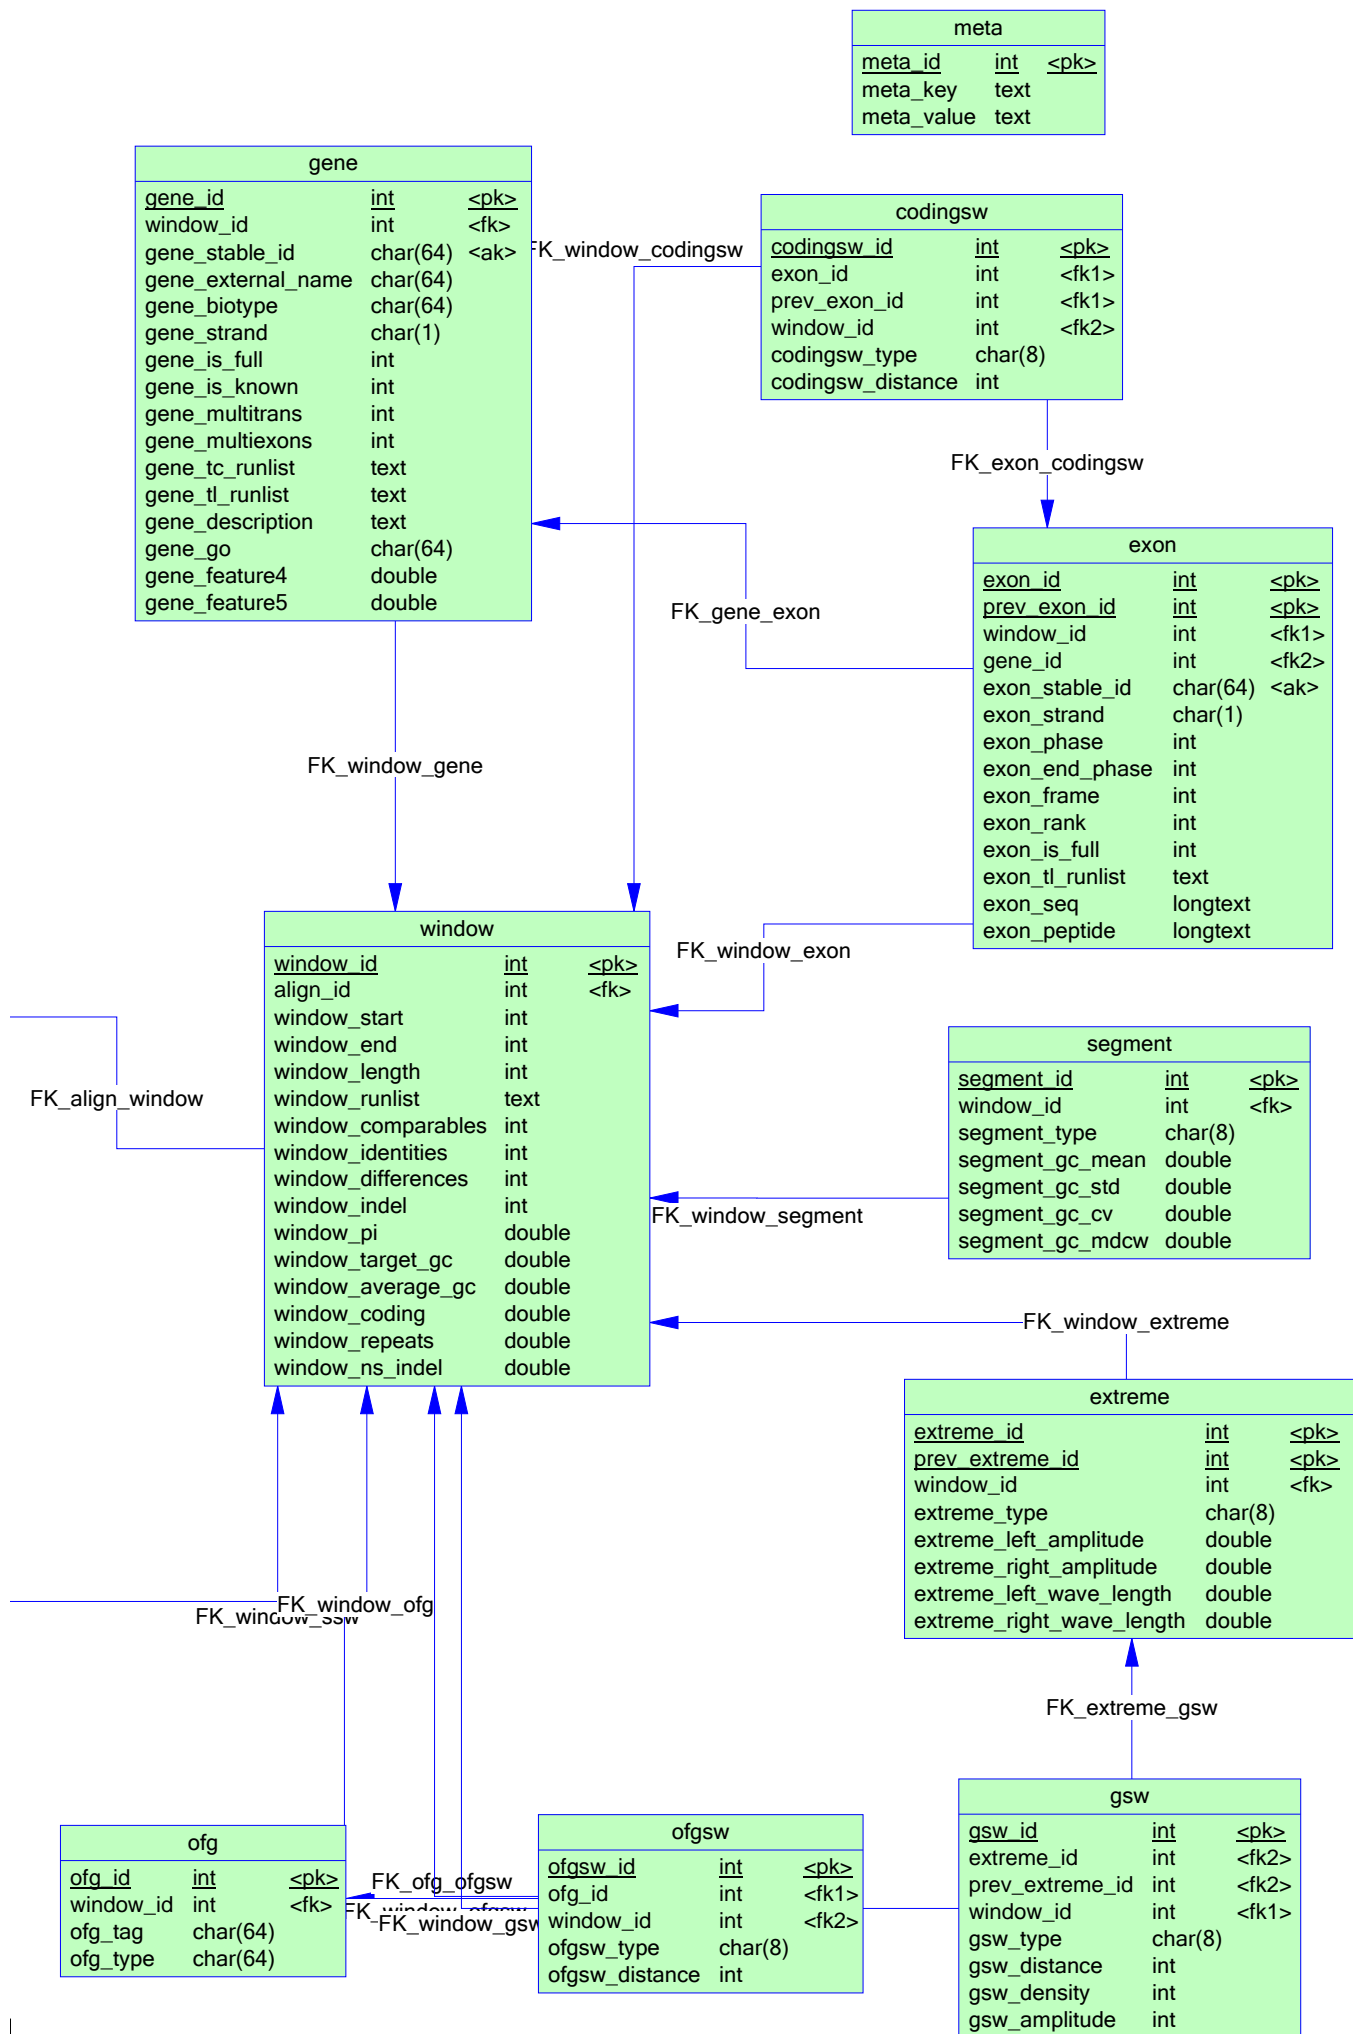 meta
meta_id int <pk>
meta_key text
meta_value text
gene
gene_id int <pk>
window_id int <fk>
gene_stable_id char(64) <ak>
gene_external_name char(64)
gene_biotype char(64)
gene_strand char(1)
gene_is_full int
gene_is_known int
gene_multitrans int
gene_multiexons int
gene_tc_runlist text
gene_tl_runlist text
gene_description text
gene_go char(64)
gene_feature4 double
gene_feature5 double
FK_window_codingsw
codingsw
codingsw_id int <pk>
exon_id int <fk1>
prev_exon_id int <fk1>
window_id int <fk2>
codingsw_type char(8)
codingsw_distance int
FK_exon_codingsw
FK_gene_exon
exon
exon_id int <pk>
prev_exon_id int <pk>
window_id int <fk1>
gene_id int <fk2>
exon_stable_id char(64) <ak>
exon_strand char(1)
exon_phase int
exon_end_phase int
exon_frame int
exon_rank int
exon_is_full int
exon_tl_runlist text
exon_seq longtext
exon_peptide longtext
FK_window_gene
FK_window_exon
window
window_id int <pk>
align_id int <fk>
window_start int
window_end int
window_length int
window_runlist text
window_comparables int
window_identities int
window_differences int
window_indel int
window_pi double
window_target_gc double
window_average_gc double
window_coding double
window_repeats double
window_ns_indel double
FK_align_window
segment
segment_id int <pk>
window_id int <fk>
segment_type char(8)
segment_gc_mean double
segment_gc_std double
segment_gc_cv double
segment_gc_mdcw double
FK_window_segment
FK_window_extreme
extreme
extreme_id int <pk>
prev_extreme_id int <pk>
window_id int <fk>
extreme_type char(8)
extreme_left_amplitude double
extreme_right_amplitude double
extreme_left_wave_length double
extreme_right_wave_length double
FK_window_ofg
FK_window_ssw
FK_extreme_gsw
ofg
ofg_id int <pk>
window_id int <fk>
ofg_tag char(64)
ofg_type char(64)
FK_ofg_ofgsw
FK_window_ofgsw
FK_window_gsw
ofgsw
ofgsw_id int <pk>
ofg_id int <fk1>
window_id int <fk2>
ofgsw_type char(8)
ofgsw_distance int
gsw
gsw_id int <pk>
extreme_id int <fk2>
prev_extreme_id int <fk2>
window_id int <fk1>
gsw_type char(8)
gsw_distance int
gsw_density int
gsw_amplitude int